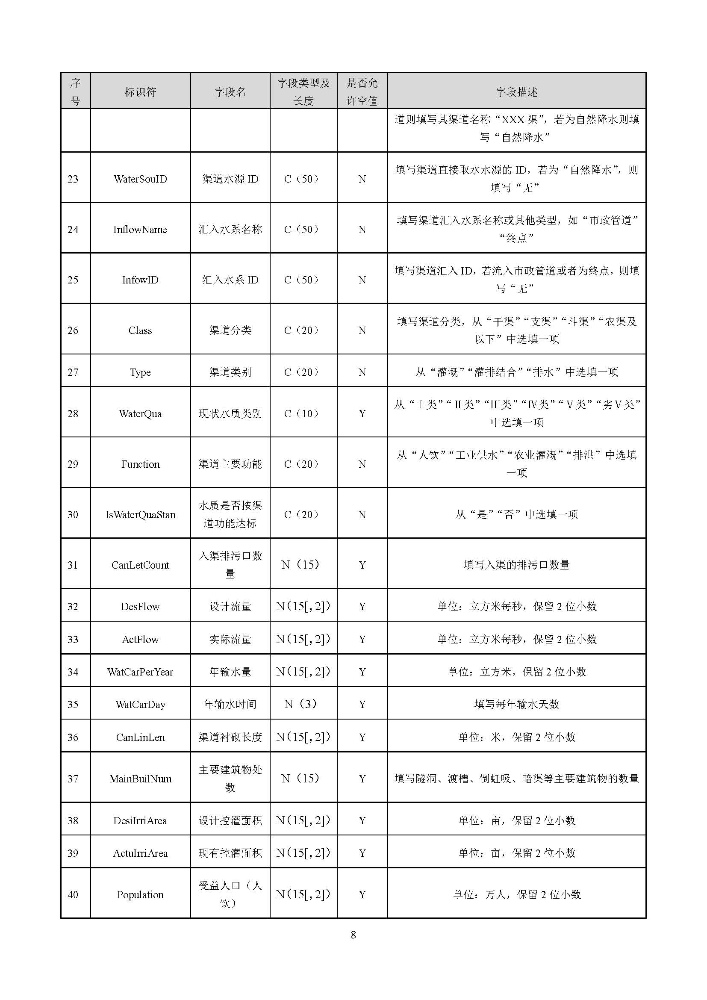 序号 标识符 字段名 字段类型及长度 是否允许空值 字段描述
道则填写其渠道名称“XXX 渠”，若为自然降水则填
写“自然降水”
23 WaterSouID 渠道水源 ID C（50） N 填写渠道直接取水水源的 ID，若为“自然降水”，则
填写“无”
24 InflowName 汇入水系名称 C（50） N 填写渠道汇入水系名称或其他类型，如“市政管道”
“终点”
25 InfowID 汇入水系 ID C（50） N 填写渠道汇入 ID，若流入市政管道或者为终点，则填
写“无”
26 Class 渠道分类 C（20） N 填写渠道分类，从“干渠”“支渠”“斗渠”“农渠及
以下”中选填一项
27 Type 渠道类别 C（20） N 从“灌溉”“灌排结合”“排水”中选填一项
28 WaterQua 现状水质类别 C（10） Y 从“Ⅰ类”“Ⅱ类”“Ⅲ类”“Ⅳ类”“Ⅴ类”“劣Ⅴ类”
中选填一项
29 Function 渠道主要功能 C（20） N 从“人饮”“工业供水”“农业灌溉”“排洪”中选填
一项
30 IsWaterQuaStan 水质是否按渠道功能达标 C（20） N 从“是”“否”中选填一项
31 CanLetCount 入渠排污口数量 N（15） Y 填写入渠的排污口数量
32 DesFlow 设计流量 N(15[,2]) Y 单位：立方米每秒，保留 2 位小数
33 ActFlow 实际流量 N(15[,2]) Y 单位：立方米每秒，保留 2 位小数
34 WatCarPerYear 年输水量 N(15[,2]) Y 单位：立方米，保留 2 位小数
35 WatCarDay 年输水时间 N（3） Y 填写每年输水天数
36 CanLinLen 渠道衬砌长度 N(15[,2]) Y 单位：米，保留 2 位小数
37 MainBuilNum 主要建筑物处数 N（15） Y 填写隧洞、渡槽、倒虹吸、暗渠等主要建筑物的数量
38 DesiIrriArea 设计控灌面积 N(15[,2]) Y 单位：亩，保留 2 位小数
39 ActuIrriArea 现有控灌面积 N(15[,2]) Y 单位：亩，保留 2 位小数
40 Population 受益人口（人饮） N(15[,2]) Y 单位：万人，保留 2 位小数
8